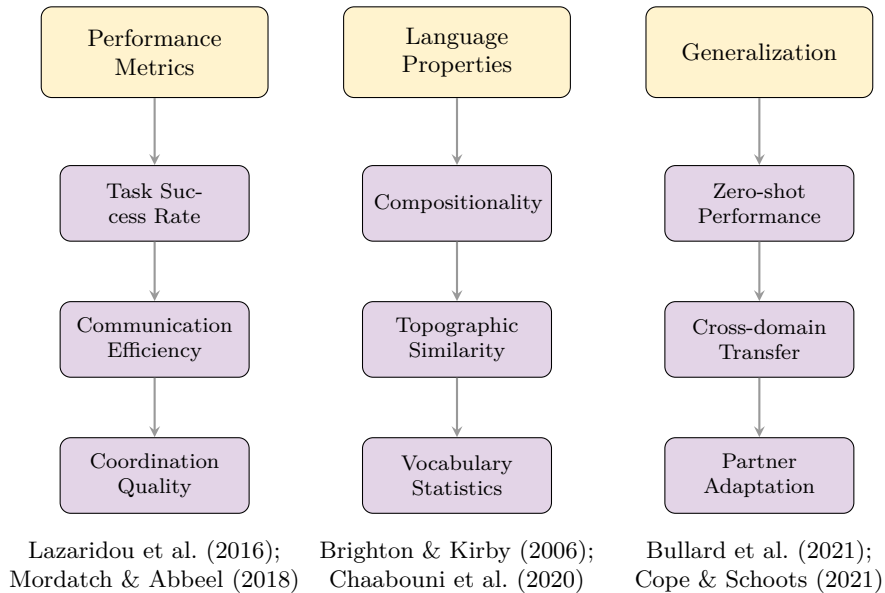 Performance
Metrics
Task Suc-
cess Rate
Communication
Efficiency
Coordination
Quality
Lazaridou et al. (2016);
Mordatch & Abbeel (2018)
Language
Properties
Compositionality
Topographic
Similarity
Vocabulary
Statistics
Brighton & Kirby (2006);
Chaabouni et al. (2020)
Generalization
Zero-shot
Performance
Cross-domain
Transfer
Partner
Adaptation
Bullard et al. (2021);
Cope & Schoots (2021)